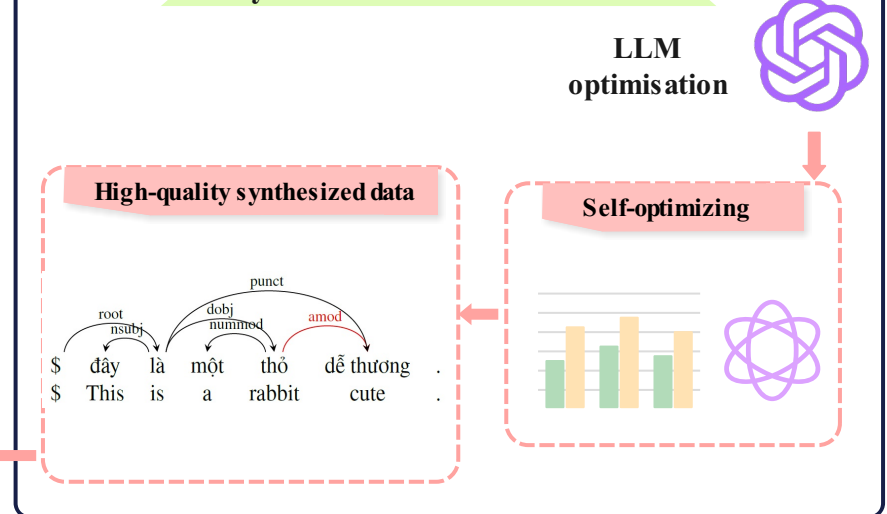 LLM
optimisation
High-quality synthesized data
Self-optimizing
punct
root
dobj
amod
nsubj
nummod
$ đây là một thỏ dễ thương .
$ This is a rabbit cute .